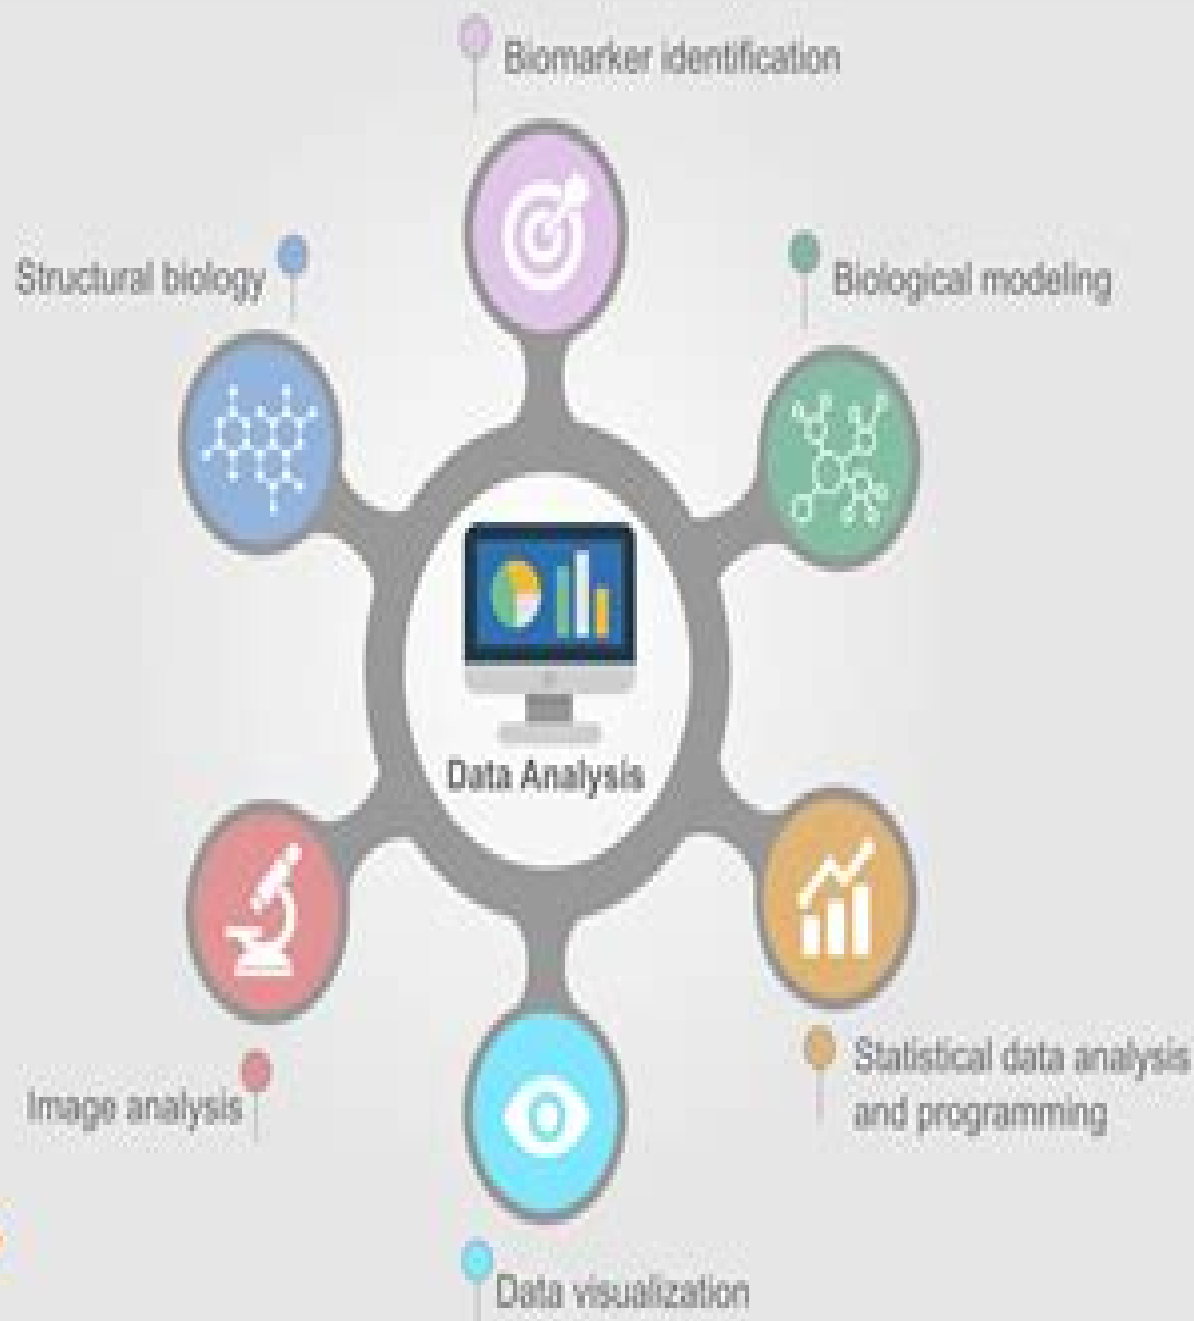 Biomarker identification
Structural biology
Biological modeling
Data Analysis
Image analysis
Statistical data analysis
and programming
Data visualization